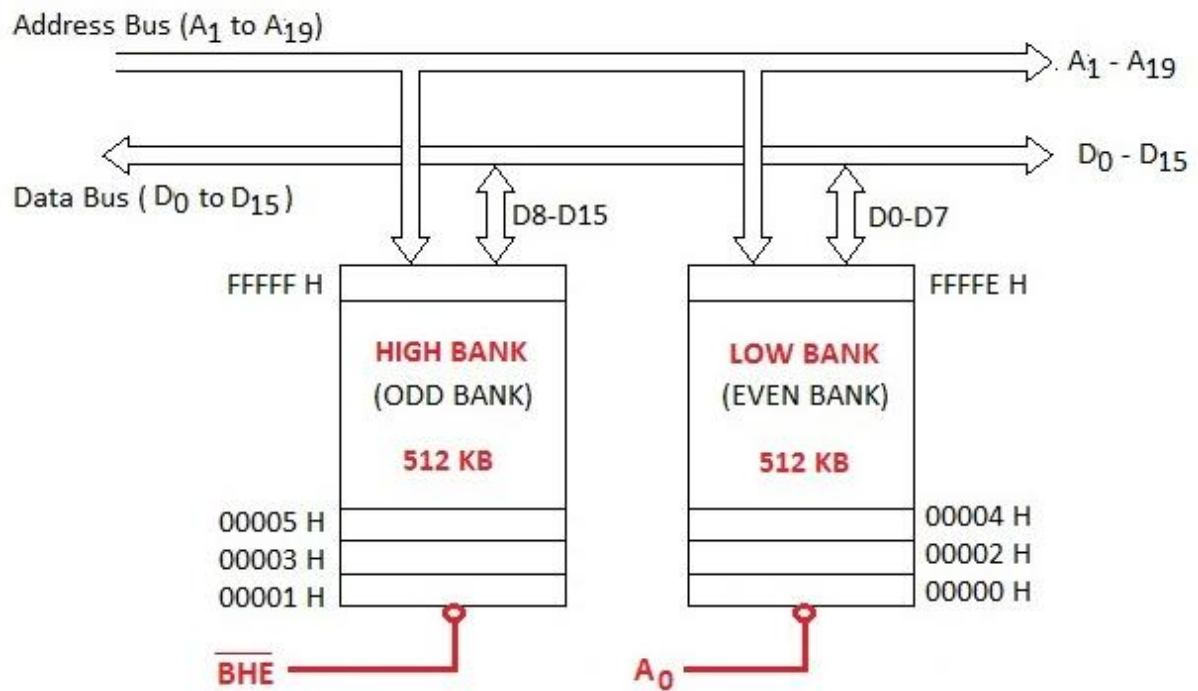 Address Bus (A1 to A19)
A1 - A19
D0 - D15
Data Bus ( D0 to D15)
D8-D15
D0-D7
FFFFF H
FFFFE H
HIGH BANK
(ODD BANK)
512 KB
LOW BANK
(EVEN BANK)
512 KB
00005 H
00003 H
00001 H
00004 H
00002 H
00000 H
B̅H̅E̅
A0